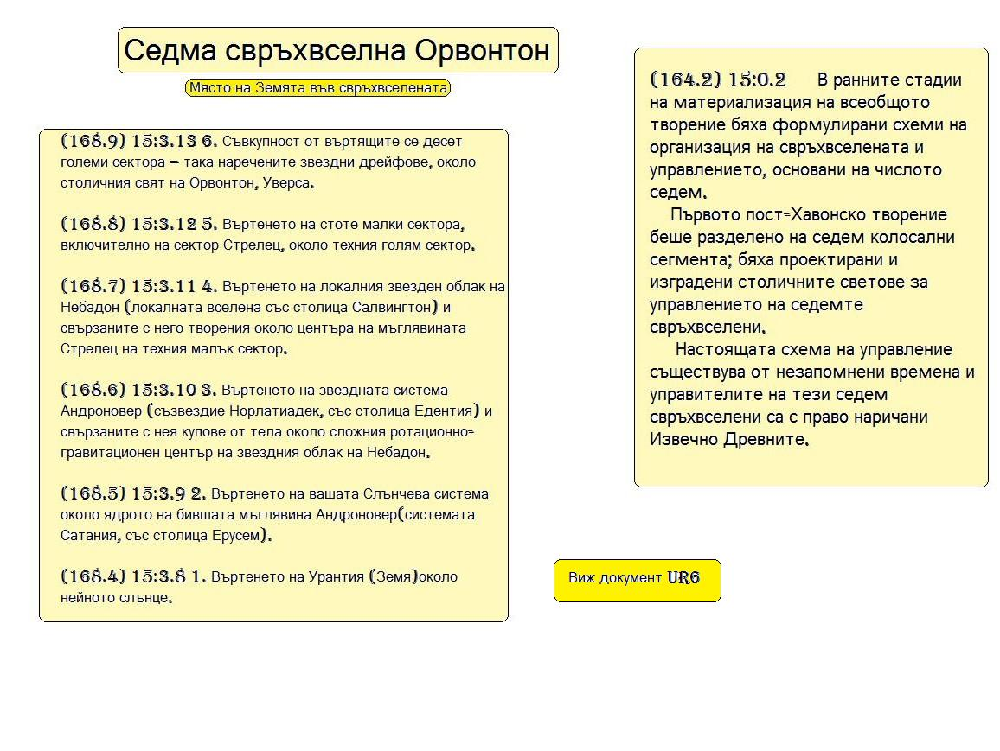 Седма свръхвселна Орвонтон
Място на Земята във свръхвселената
(168.9) 15:3.13 6. Съвкупност от въртящите се десет
големи сектора = така наречените звездни дрейфове, около
столичния свят на Орвонтон, Уверса.
(168.8) 15:3.12 5. Въртенето на стоте малки сектора,
включително на сектор Стрелец, около техния голям сектор.
(168.7) 15:3.11 4. Въртенето на локалния звезден облак на
Небадон (локалната вселена със столица Салвингтон) и
свързаните с него творения около центъра на мъглявината
Стрелец на техния малък сектор.
(168.6) 15:3.10 3. Въртенето на звездната система
Андроновер (съзвездие Норлатиадек, със столица Едентия) и
свързаните с нея купове от тела около сложния ротационно=
гравитационен център на звездния облак на Небадон.
(168.5) 15:3.9 2. Въртенето на вашата Слънчева система
около ядрото на бившата мъглявина Андроновер(системата
Сатания, със столица Ерусем).
(168.4) 15:3.8 1. Въртенето на Урантия (Земя)около
нейното слънце.
(164.2) 15:0.2 В ранните стадии
на материализация на всеобщото
творение бяха формулирани схеми на
организация на свръхвселената и
управлението, основани на числото
седем.
Първото пост=Хавонско творение
беше разделено на седем колосални
сегмента; бяха проектирани и
изградени столичните светове за
управлението на седемте
свръхвселени.
Настоящата схема на управление
съществува от незапомнени времена и
управителите на тези седем
свръхвселени са с право наричани
Извечно Древните.
Виж документ UR6